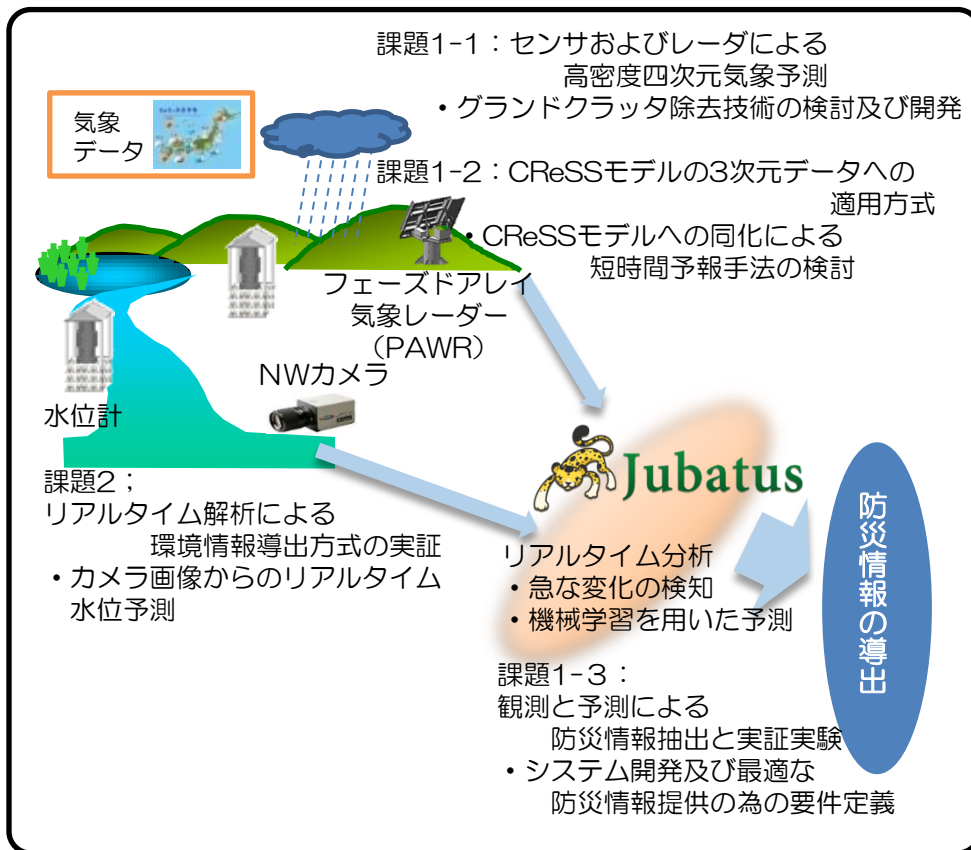 課題1-1：センサおよびレーダによる
高密度四次元気象予測
・グランドクラッタ除去技術の検討及び開発
気象
データ
課題1-2：CReSSモデルの3次元データへの
適用方式
・CReSSモデルへの同化による
短時間予報手法の検討
フェーズドアレイ
気象レーダー
（PAWR）
NWカメラ
水位計
課題2；
リアルタイム解析による
環境情報導出方式の実証
・カメラ画像からのリアルタイム
水位予測
Jubatus
リアルタイム分析
・急な変化の検知
・機械学習を用いた予測
防災情報の導出
課題1-3：
観測と予測による
防災情報抽出と実証実験
・システム開発及び最適な
防災情報提供の為の要件定義